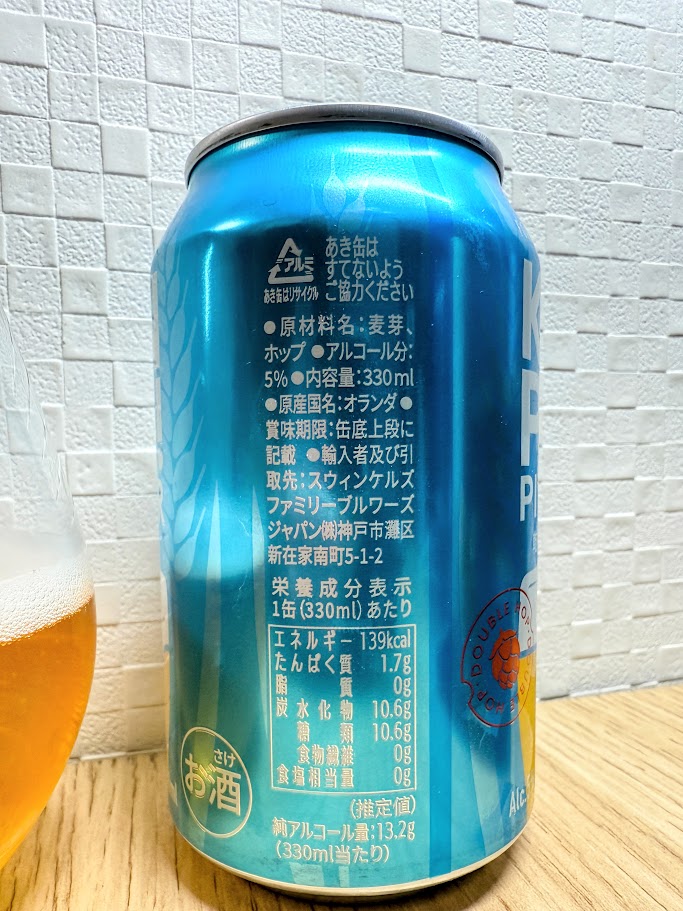 アルミ
あき缶はリサイクル
あき缶は
すてないよう
ご協力ください
●原材料名:麦芽、
ホップ ●アルコール分:
5% ●内容量:330ml
●原産国名:オランダ●
賞味期限:缶底上段に
記載 ●輸入者及び引
取先:スウィンケルズ
ファミリーブルワーズ
ジャパン㈱神戸市灘区
新在家南町5-1-2
栄養成分表示
1缶(330ml)あたり
エネルギー 139kcal
たんぱく質 1.7g
脂質 0g
炭水化物 10.6g
糖類 10.6g
食物繊維 0g
食塩相当量 0g
(推定値)
純アルコール量:13.2g
(330ml当たり)
さけ
お酒
K
P
DOUBLE HOP
Alc.